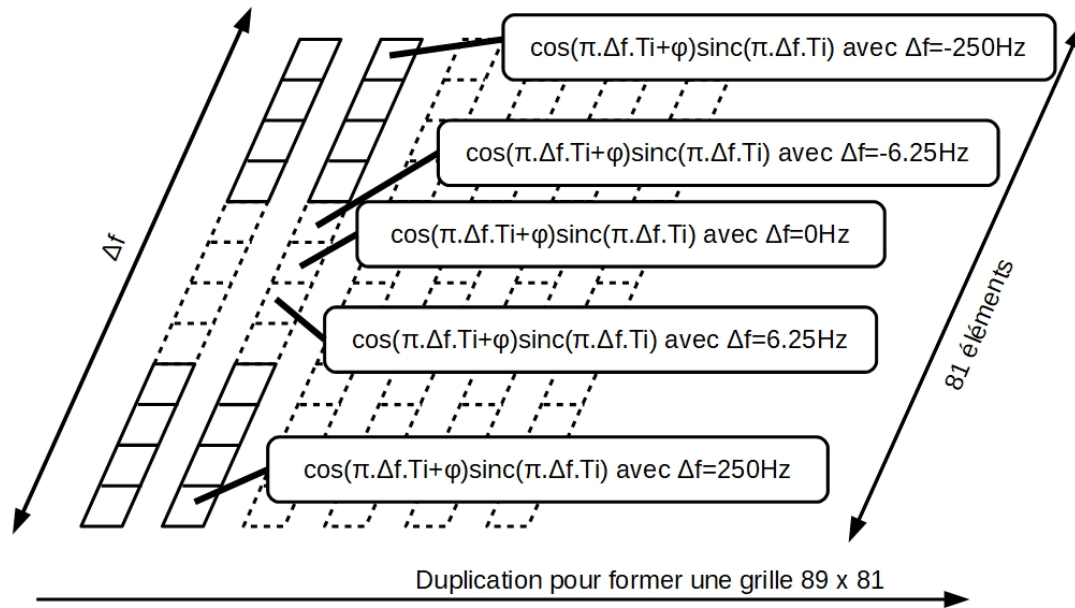 cos(π.Δf.Ti+φ)sinc(π.Δf.Ti) avec Δf=-250Hz
cos(π.Δf.Ti+φ)sinc(π.Δf.Ti) avec Δf=-6.25Hz
cos(π.Δf.Ti+φ)sinc(π.Δf.Ti) avec Δf=0Hz
Δf
81 éléments
cos(π.Δf.Ti+φ)sinc(π.Δf.Ti) avec Δf=6.25Hz
cos(π.Δf.Ti+φ)sinc(π.Δf.Ti) avec Δf=250Hz
Duplication pour former une grille 89 x 81